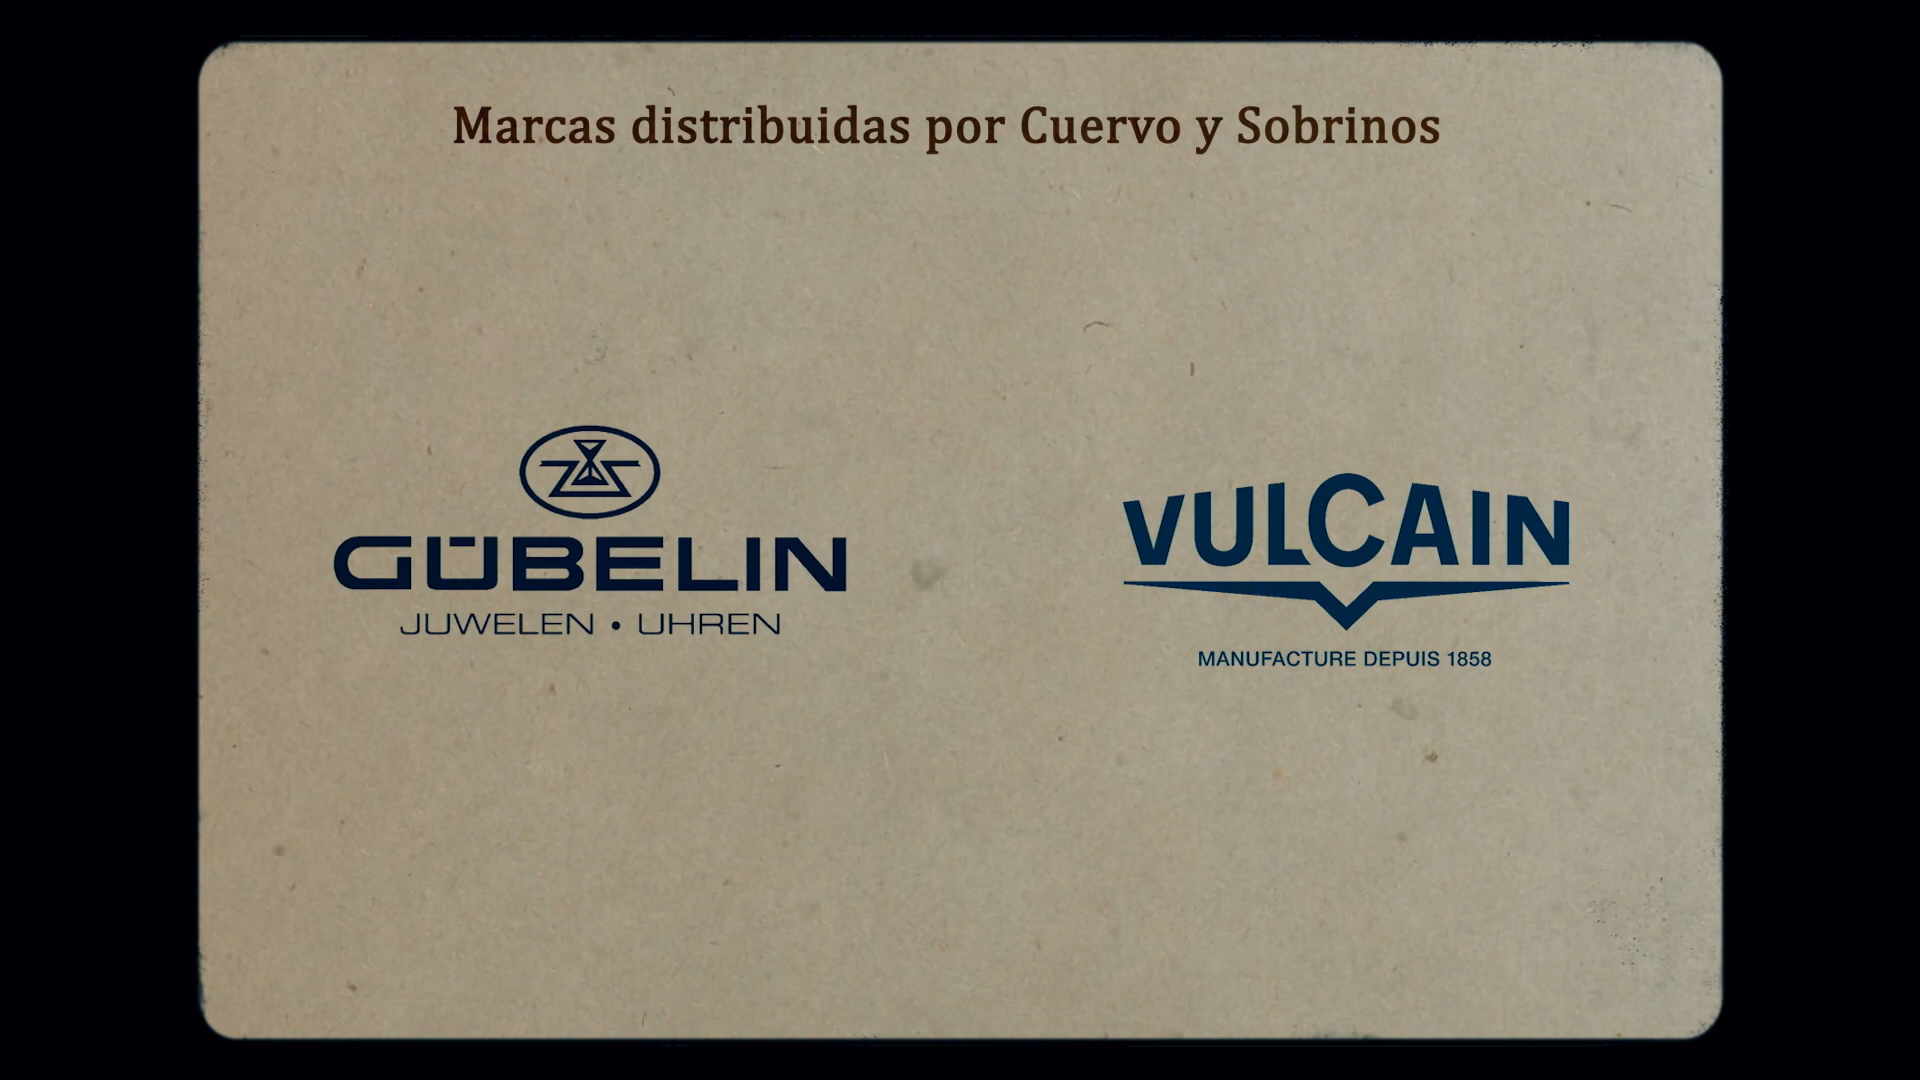 Marcas distribuidas por Cuervo y Sobrinos
GÜBELIN
JUWELEN • UHREN
VULCAIN
MANUFACTURE DEPUIS 1858